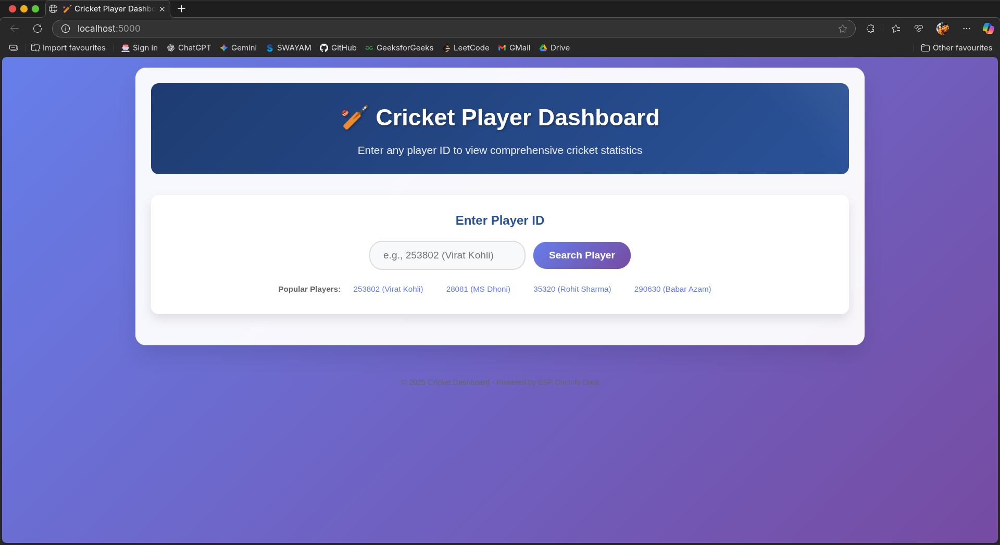 Cricket Player Dashbo
localhost:5000
Import favourites
Sign in
ChatGPT
Gemini
SWAYAM
GitHub
GeeksforGeeks
LeetCode
GMail
Drive
Other favourites
Cricket Player Dashboard
Enter any player ID to view comprehensive cricket statistics
Enter Player ID
e.g., 253802 (Virat Kohli)
Search Player
Popular Players: 253802 (Virat Kohli) 28081 (MS Dhoni) 35320 (Rohit Sharma) 290630 (Babar Azam)
© 2025 Cricket Dashboard - Powered by ESP CricInfo Data